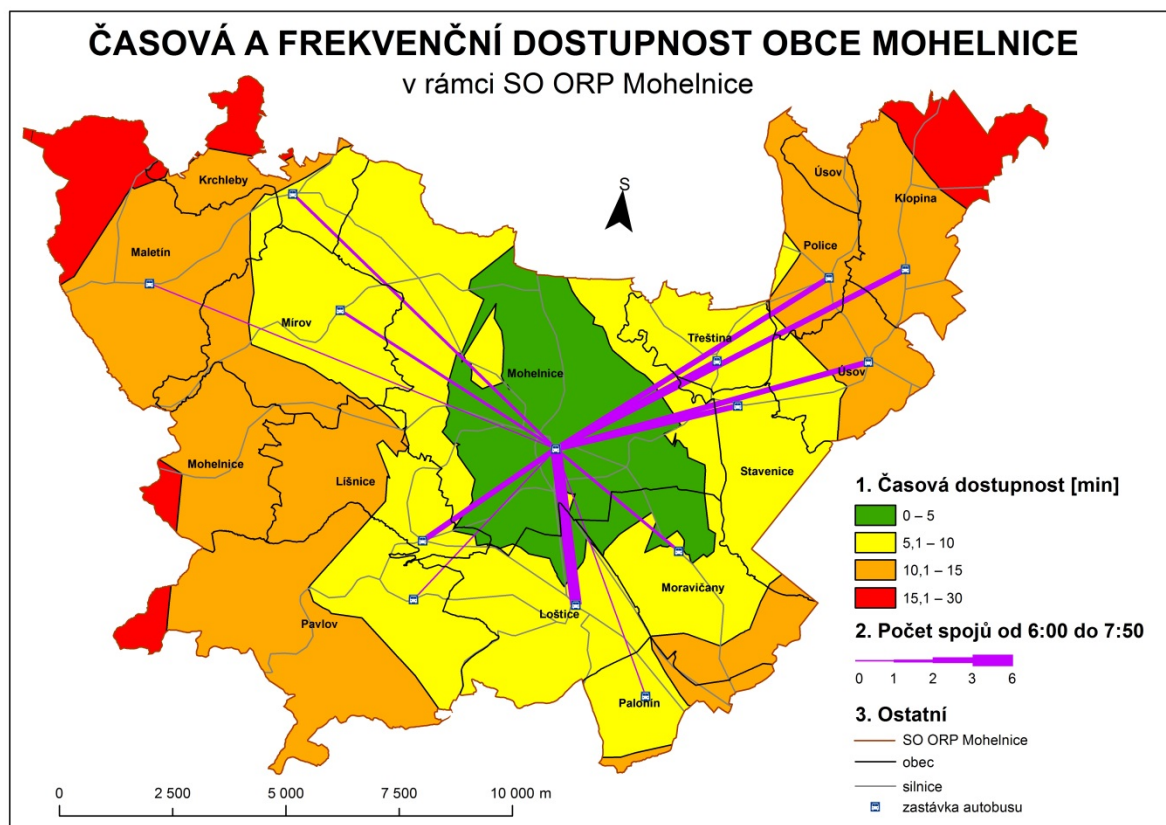 ČASOVÁ A FREKVENČNÍ DOSTUPNOST OBCE MOHELNICE
v rámci SO ORP Mohelnice
S
Krchleby
Úsov
Klopina
Maletín
Police
Mírov
Třeština
Mohelnice
Úsov
Mohelnice
Líšnice
Stavenice
Moravičany
Loštice
Pavlov
Palonín
1. Časová dostupnost [min]
0 – 5
5,1 – 10
10,1 – 15
15,1 – 30
2. Počet spojů od 6:00 do 7:50
0 1 2 3 6
3. Ostatní
SO ORP Mohelnice
obec
silnice
zastávka autobusu
0 2 500 5 000 7 500 10 000 m